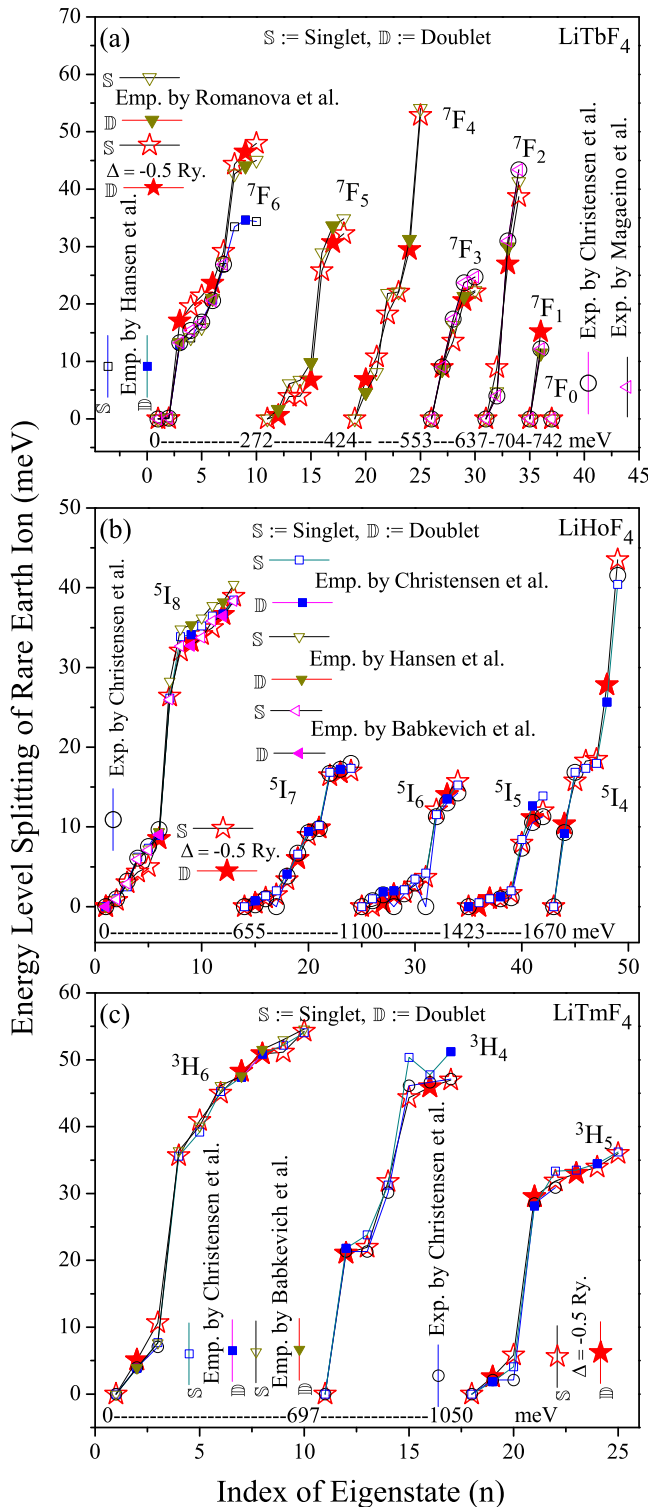 Energy Level Splitting of Rare Earth Ion (meV)
(a)
𝕊 := Singlet, 𝔻 := Doublet
LiTbF₄
70
60
50
40
30
20
10
0
𝕊
Emp. by Romanova et al.
𝔻
𝕊
Δ = -0.5 Ry.
𝔻
⁷F₆
⁷F₅
⁷F₄
⁷F₃
⁷F₂
⁷F₁
⁷F₀
Emp. by Hansen et al.
𝕊
𝔻
Exp. by Christensen et al.
Exp. by Magaeino et al.
0----------272-------424-- ---553---637-704-742 meV
0 5 10 15 20 25 30 35 40 45
(b)
𝕊 := Singlet, 𝔻 := Doublet
LiHoF₄
50
40
30
20
10
0
Exp. by Christensen et al.
𝕊
Emp. by Christensen et al.
𝔻
𝕊
Emp. by Hansen et al.
𝔻
𝕊
Emp. by Babkevich et al.
𝔻
⁵I₈
⁵I₇
⁵I₆
⁵I₅
⁵I₄
𝕊
Δ = -0.5 Ry.
𝔻
0--------------655---------1100--------1423-----1670 meV
0 10 20 30 40 50
(c)
𝕊 := Singlet, 𝔻 := Doublet
LiTmF₄
60
50
40
30
20
10
0
³H₆
³H₄
³H₅
Emp. by Christensen et al.
𝕊
𝔻
Emp. by Babkevich et al.
𝕊
𝔻
Exp. by Christensen et al.
Δ = -0.5 Ry.
𝕊
𝔻
0-------------------697---------------1050 meV
0 5 10 15 20 25
Index of Eigenstate (n)